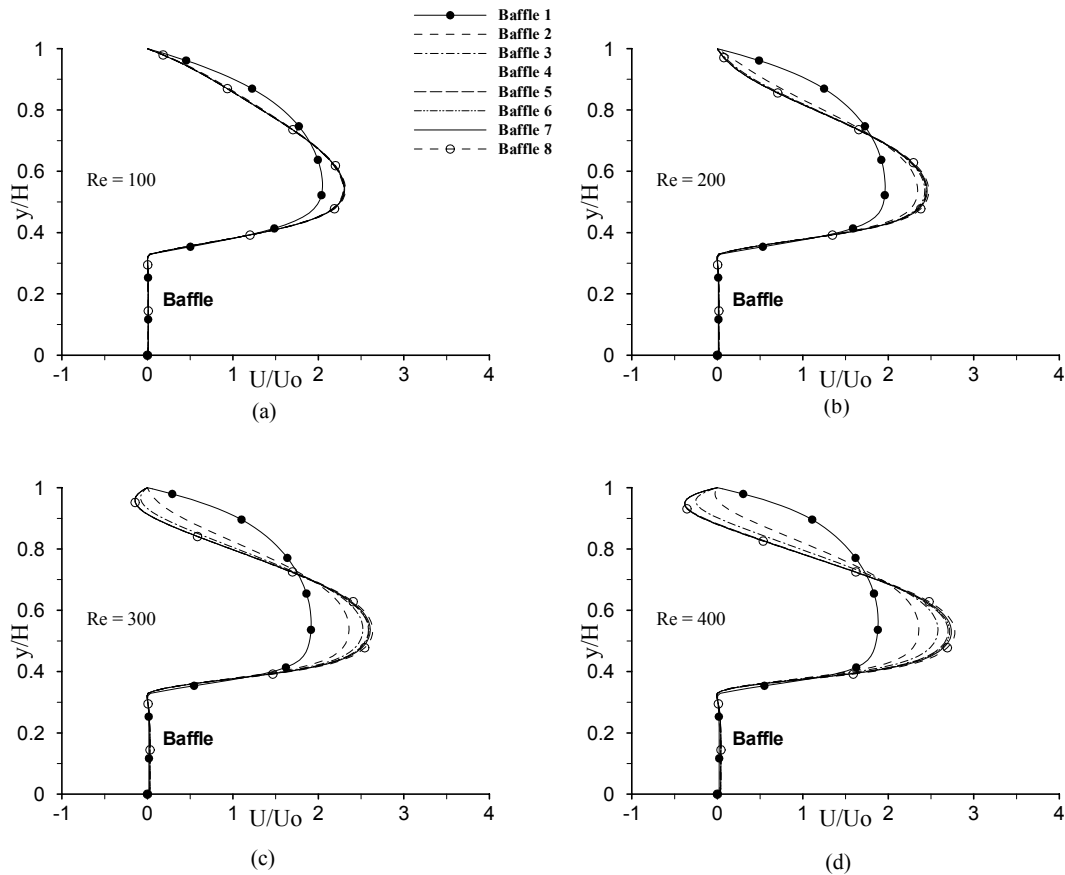 Baffle 1
Baffle 2
Baffle 3
Baffle 4
Baffle 5
Baffle 6
Baffle 7
Baffle 8
1
0.8
0.6
0.4
0.2
0
y/H
Re = 100
Baffle
-1 0 1 2 3 4
U/Uo
(a)
1
0.8
0.6
0.4
0.2
0
y/H
Re = 200
Baffle
-1 0 1 2 3 4
U/Uo
(b)
1
0.8
0.6
0.4
0.2
0
y/H
Re = 300
Baffle
-1 0 1 2 3 4
U/Uo
(c)
1
0.8
0.6
0.4
0.2
0
y/H
Re = 400
Baffle
-1 0 1 2 3 4
U/Uo
(d)